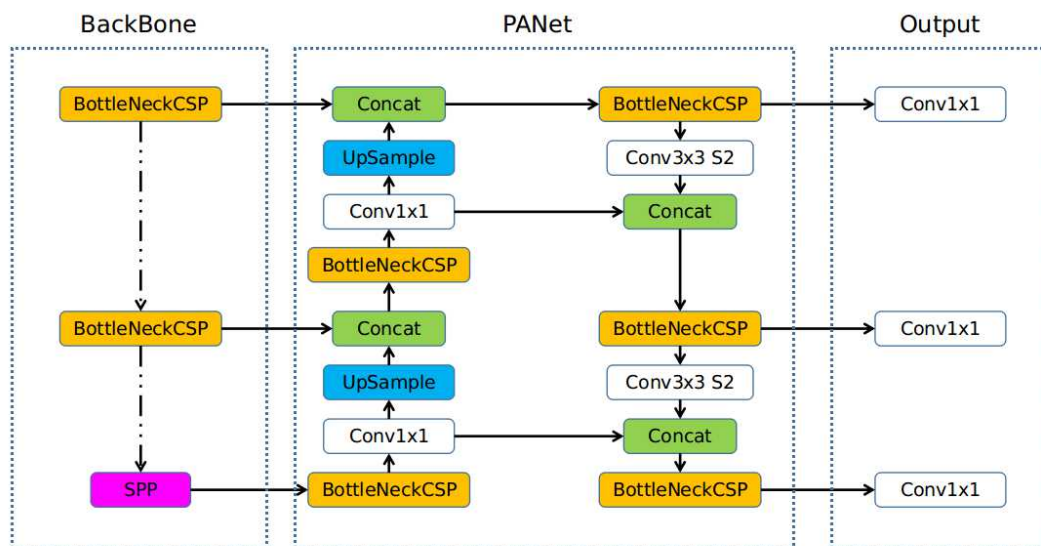 BackBone
PANet
Output
BottleNeckCSP
Concat
BottleNeckCSP
Conv1x1
UpSample
Conv3x3 S2
Conv1x1
Concat
BottleNeckCSP
BottleNeckCSP
Concat
BottleNeckCSP
Conv1x1
UpSample
Conv3x3 S2
Conv1x1
Concat
SPP
BottleNeckCSP
BottleNeckCSP
Conv1x1